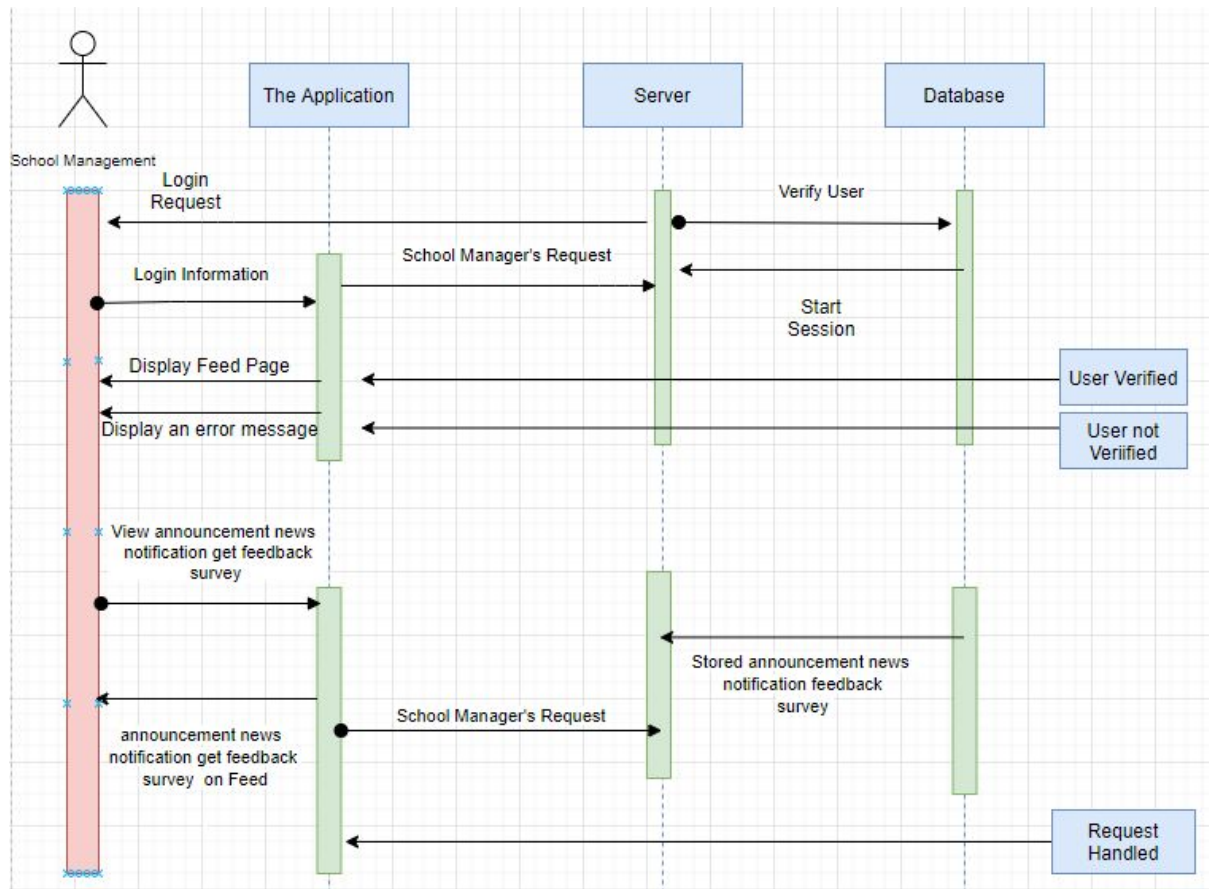 The Application
Server
Database
School Management
Login
Request
Verify User
School Manager's Request
Login Information
Start
Session
Display Feed Page
User Verified
Display an error message
User not
Veriified
View announcement news
notification get feedback
survey
Stored announcement news
notification feedback
survey
School Manager's Request
announcement news
notification get feedback
survey on Feed
Request
Handled